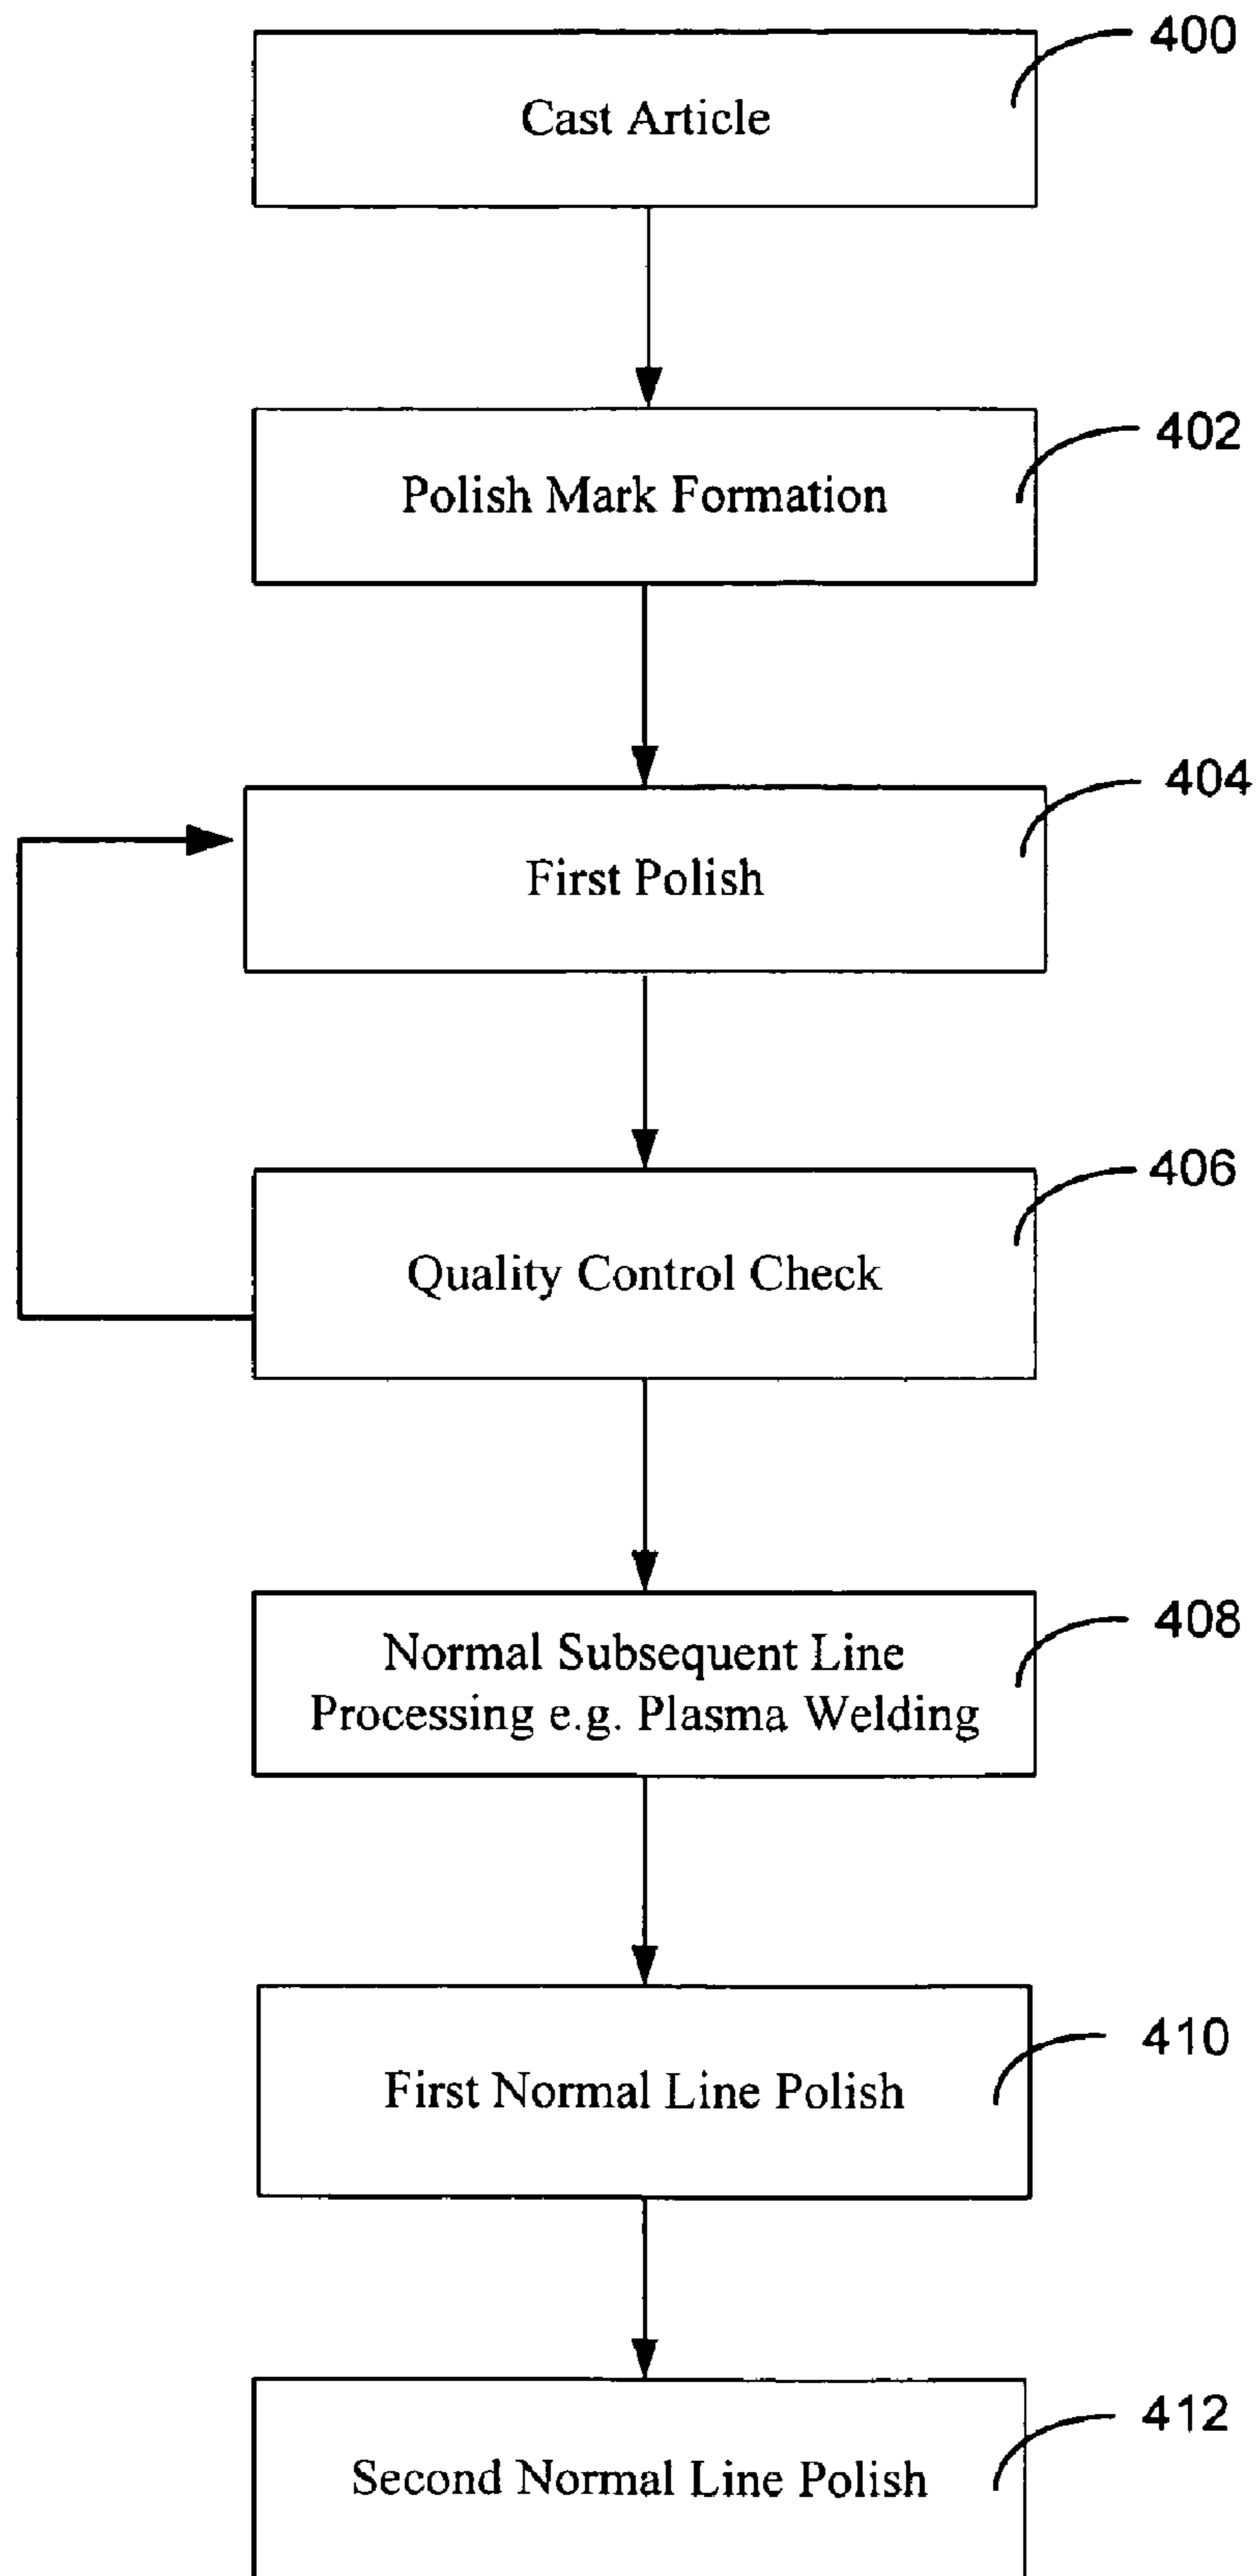 400
Cast Article
402
Polish Mark Formation
404
First Polish
406
Quality Control Check
408
Normal Subsequent Line
Processing e.g. Plasma Welding
410
First Normal Line Polish
412
Second Normal Line Polish